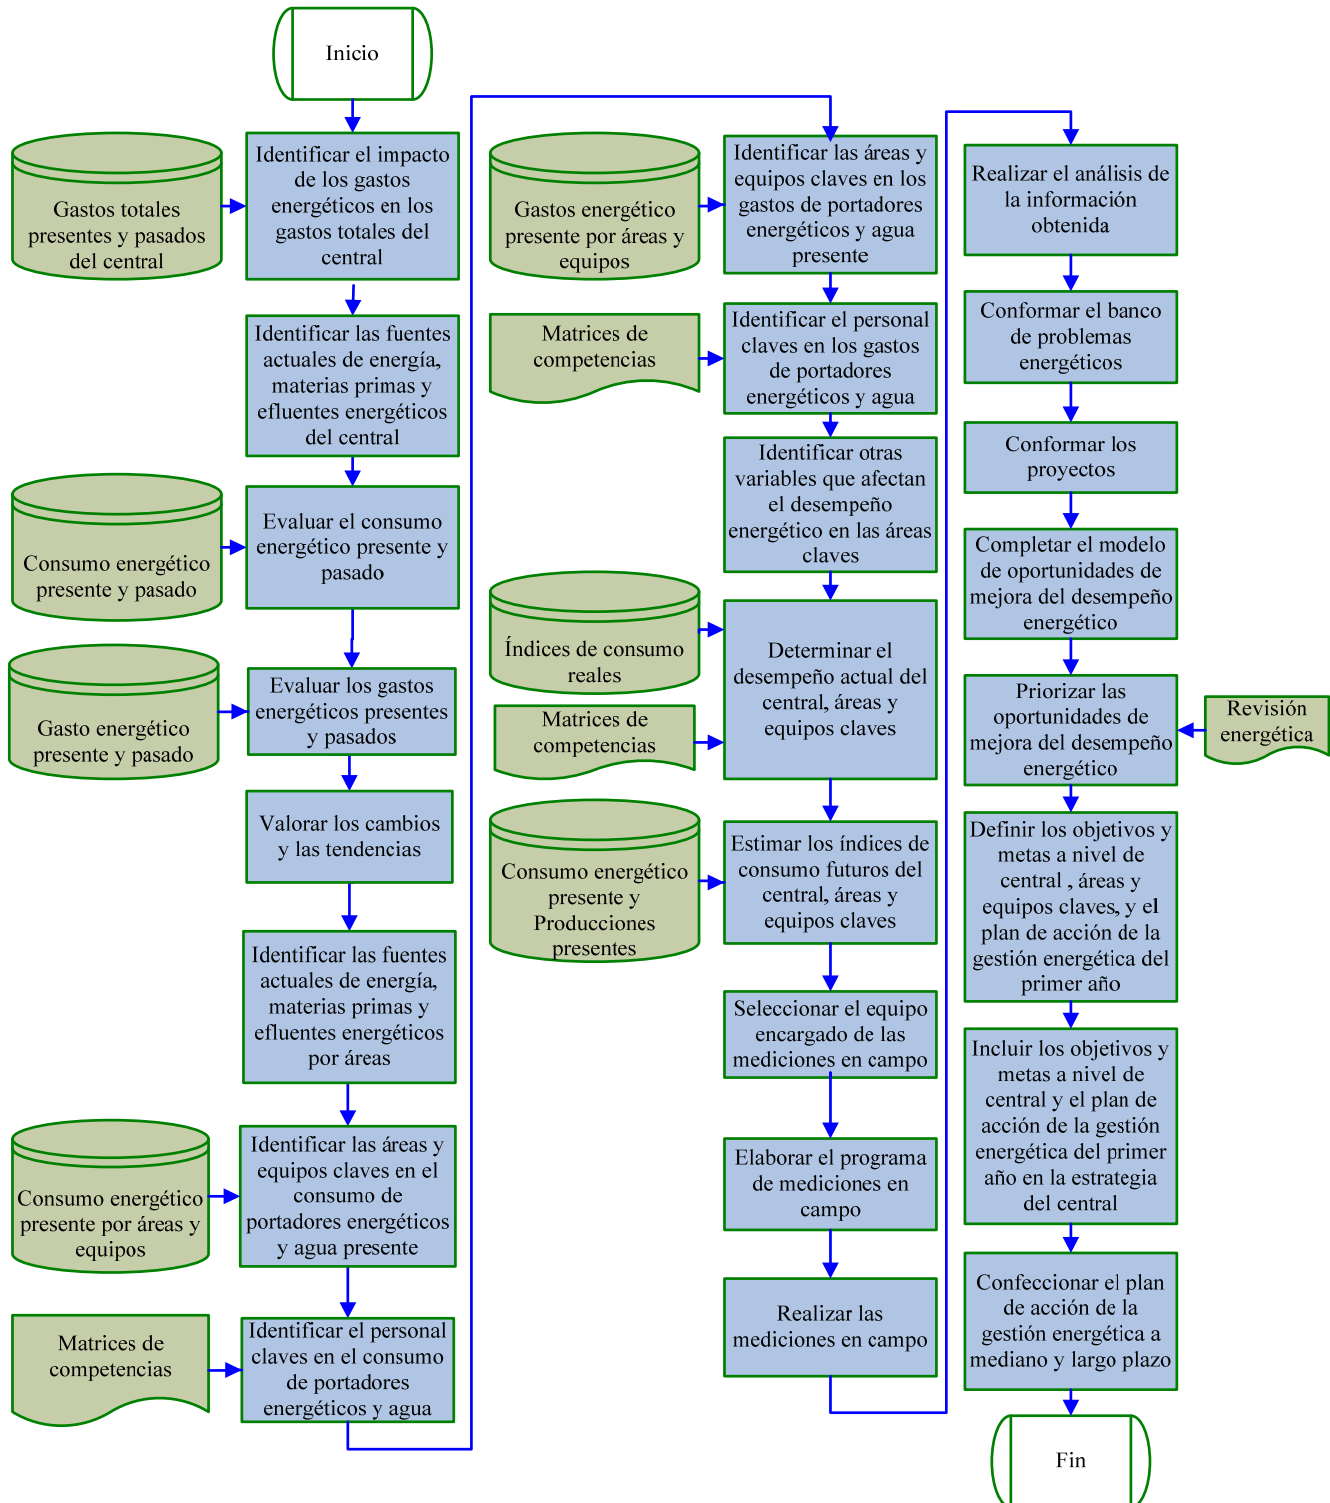 Inicio
Gastos totales
presentes y pasados
del central
Identificar el impacto
de los gastos
energéticos en los
gastos totales del
central
Identificar las fuentes
actuales de energía,
materias primas y
efluentes energéticos
del central
Consumo energético
presente y pasado
Evaluar el consumo
energético presente y
pasado
Gasto energético
presente y pasado
Evaluar los gastos
energéticos presentes
y pasados
Valorar los cambios
y las tendencias
Identificar las fuentes
actuales de energía,
materias primas y
efluentes energéticos
por áreas
Consumo energético
presente por áreas y
equipos
Identificar las áreas y
equipos claves en el
consumo de
portadores energéticos
y agua presente
Matrices de
competencias
Identificar el personal
claves en el consumo
de portadores
energéticos y agua
Gastos energético
presente por áreas y
equipos
Identificar las áreas y
equipos claves en los
gastos de portadores
energéticos y agua
presente
Matrices de
competencias
Identificar el personal
claves en los gastos
de portadores
energéticos y agua
Identificar otras
variables que afectan
el desempeño
energético en las áreas
claves
Índices de consumo
reales
Matrices de
competencias
Determinar el
desempeño actual del
central, áreas y
equipos claves
Consumo energético
presente y
Producciones
presentes
Estimar los índices de
consumo futuros del
central, áreas y
equipos claves
Seleccionar el equipo
encargado de las
mediciones en campo
Elaborar el programa
de mediciones en
campo
Realizar las
mediciones en campo
Realizar el análisis de
la información
obtenida
Conformar el banco
de problemas
energéticos
Conformar los
proyectos
Completar el modelo
de oportunidades de
mejora del desempeño
energético
Priorizar las
oportunidades de
mejora del desempeño
energético
Revisión
energética
Definir los objetivos y
metas a nivel de
central , áreas y
equipos claves, y el
plan de acción de la
gestión energética del
primer año
Incluir los objetivos y
metas a nivel de
central y el plan de
acción de la gestión
energética del primer
año en la estrategia
del central
Confeccionar el plan
de acción de la
gestión energética a
mediano y largo plazo
Fin